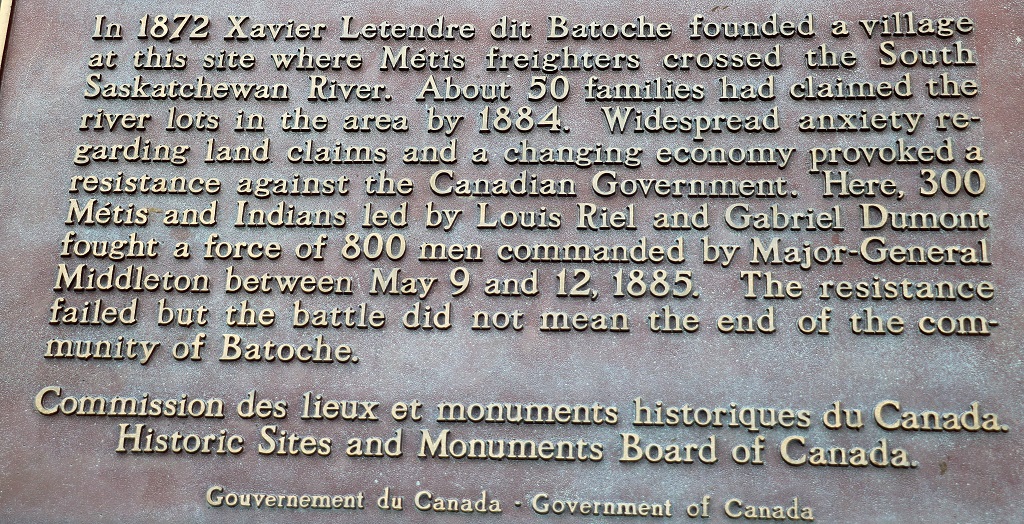 In 1872 Xavier Letendre dit Batoche founded a village
at this site where Métis freighters crossed the South
Saskatchewan River. About 50 families had claimed the
river lots in the area by 1884. Widespread anxiety re-
garding land claims and a changing economy provoked a
resistance against the Canadian Government. Here, 300
Métis and Indians led by Louis Riel and Gabriel Dumont
fought a force of 800 men commanded by Major-General
Middleton between May 9 and 12, 1885. The resistance
failed but the battle did not mean the end of the com-
munity of Batoche.
Commission des lieux et monuments historiques du Canada.
Historic Sites and Monuments Board of Canada.
Gouvernement du Canada - Government of Canada